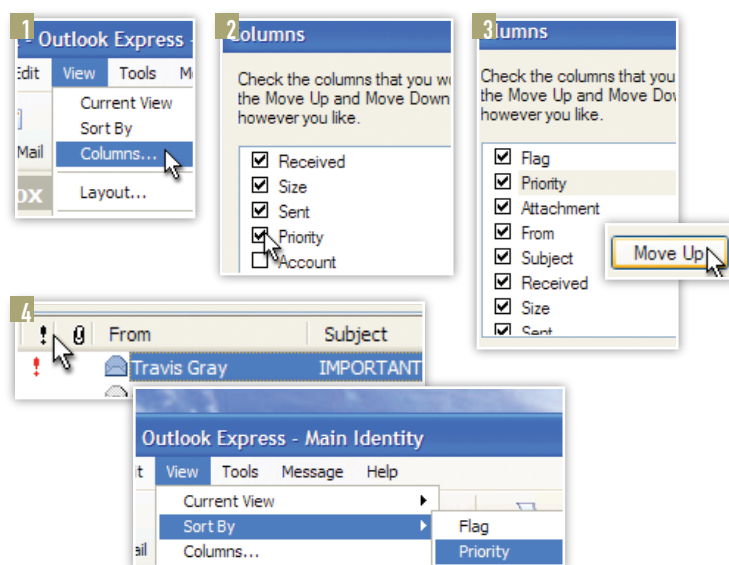 1
- Outlook Express -
Edit View Tools
Current View
Sort By
Mail Columns...
Layout...
2
Columns
Check the columns that you
the Move Up and Move Down
however you like.
Received
Size
Sent
Priority
Account
3
Columns
Check the columns that you
the Move Up and Move
however you like.
Flag
Priority
Attachment
From
Subject
Received
Size
Sent
Move Up
4
! From Subject
! Travis Gray IMPORTANT
Outlook Express - Main Identity
View Tools Message Help
Current View
Sort By Flag
Columns... Priority